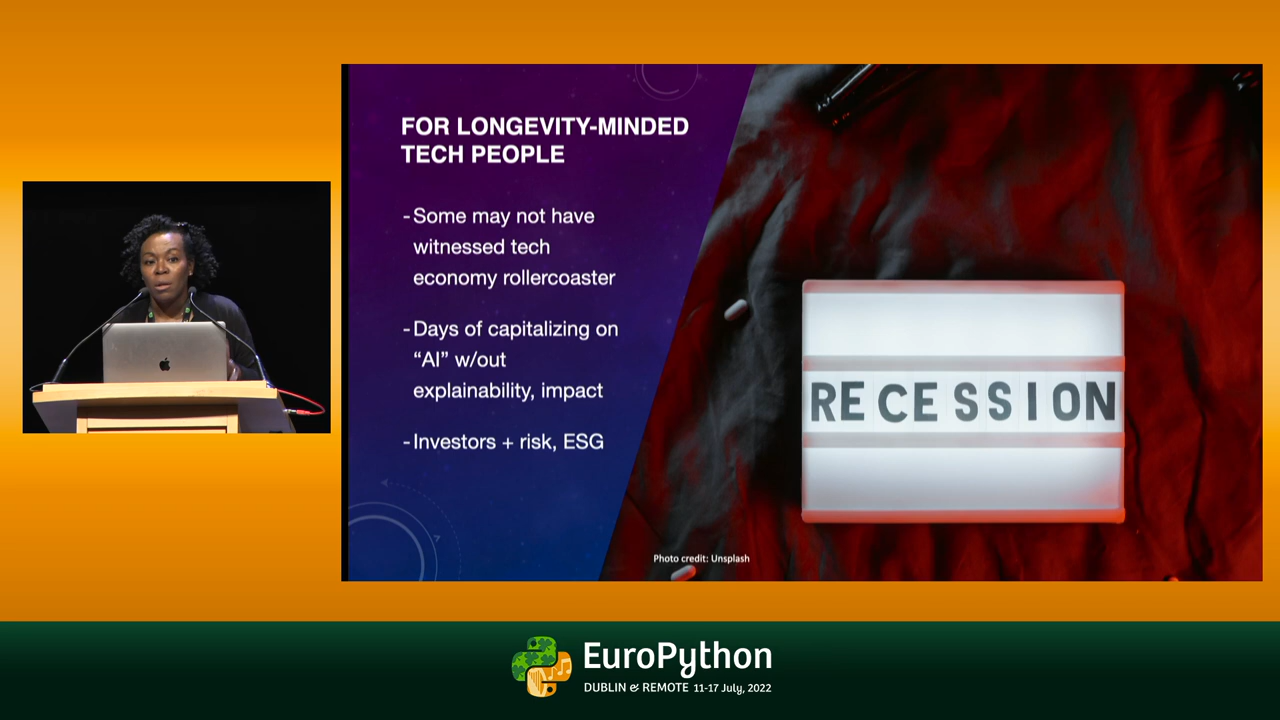 FOR LONGEVITY-MINDED
TECH PEOPLE
- Some may not have
witnessed tech
economy rollercoaster
- Days of capitalizing on
“AI” w/out
explainability, impact
- Investors + risk, ESG
RECESSION
Photo credit: Unsplash
EuroPython
DUBLIN & REMOTE 11-17 July, 2022